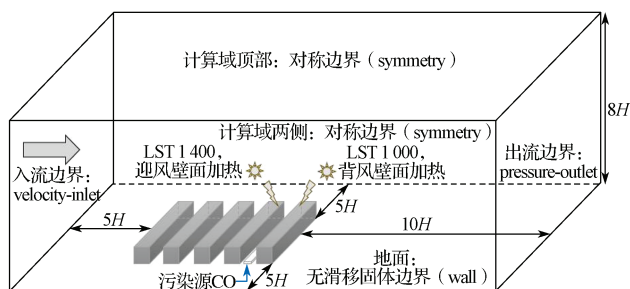 计算域顶部：对称边界（symmetry）
8H
计算域两侧：对称边界（symmetry）
入流边界：
velocity-inlet
LST 1 400，
迎风壁面加热
LST 1 000，
背风壁面加热
出流边界：
pressure-outlet
5H
5H
10H
污染源CO
5H
地面：
无滑移固体边界（wall）